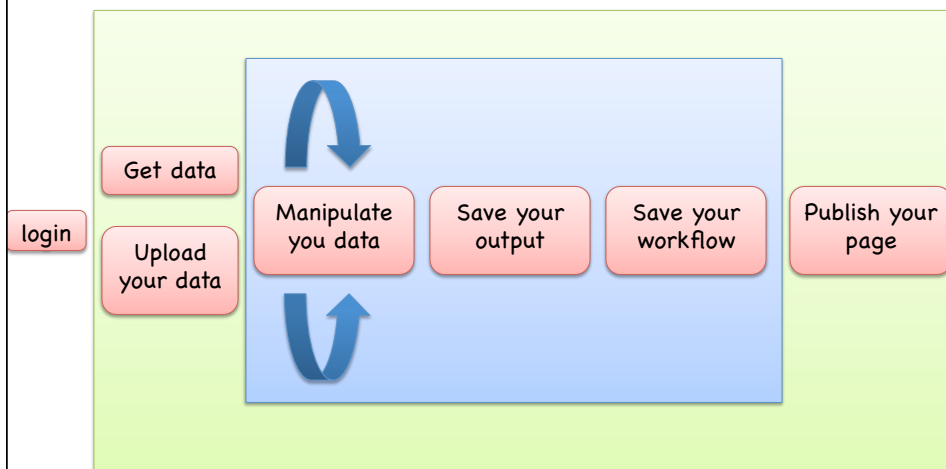 login
Get data
Upload
your data
Manipulate
you data
Save your
output
Save your
workflow
Publish your
page